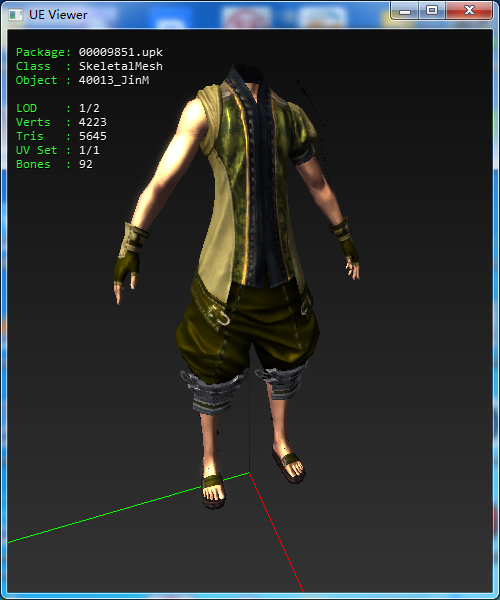 UE Viewer
Package: 00009851.upk
Class : SkeletalMesh
Object : 40013_JinM
LOD : 1/2
Verts : 4223
Tris : 5645
UV Set : 1/1
Bones : 92